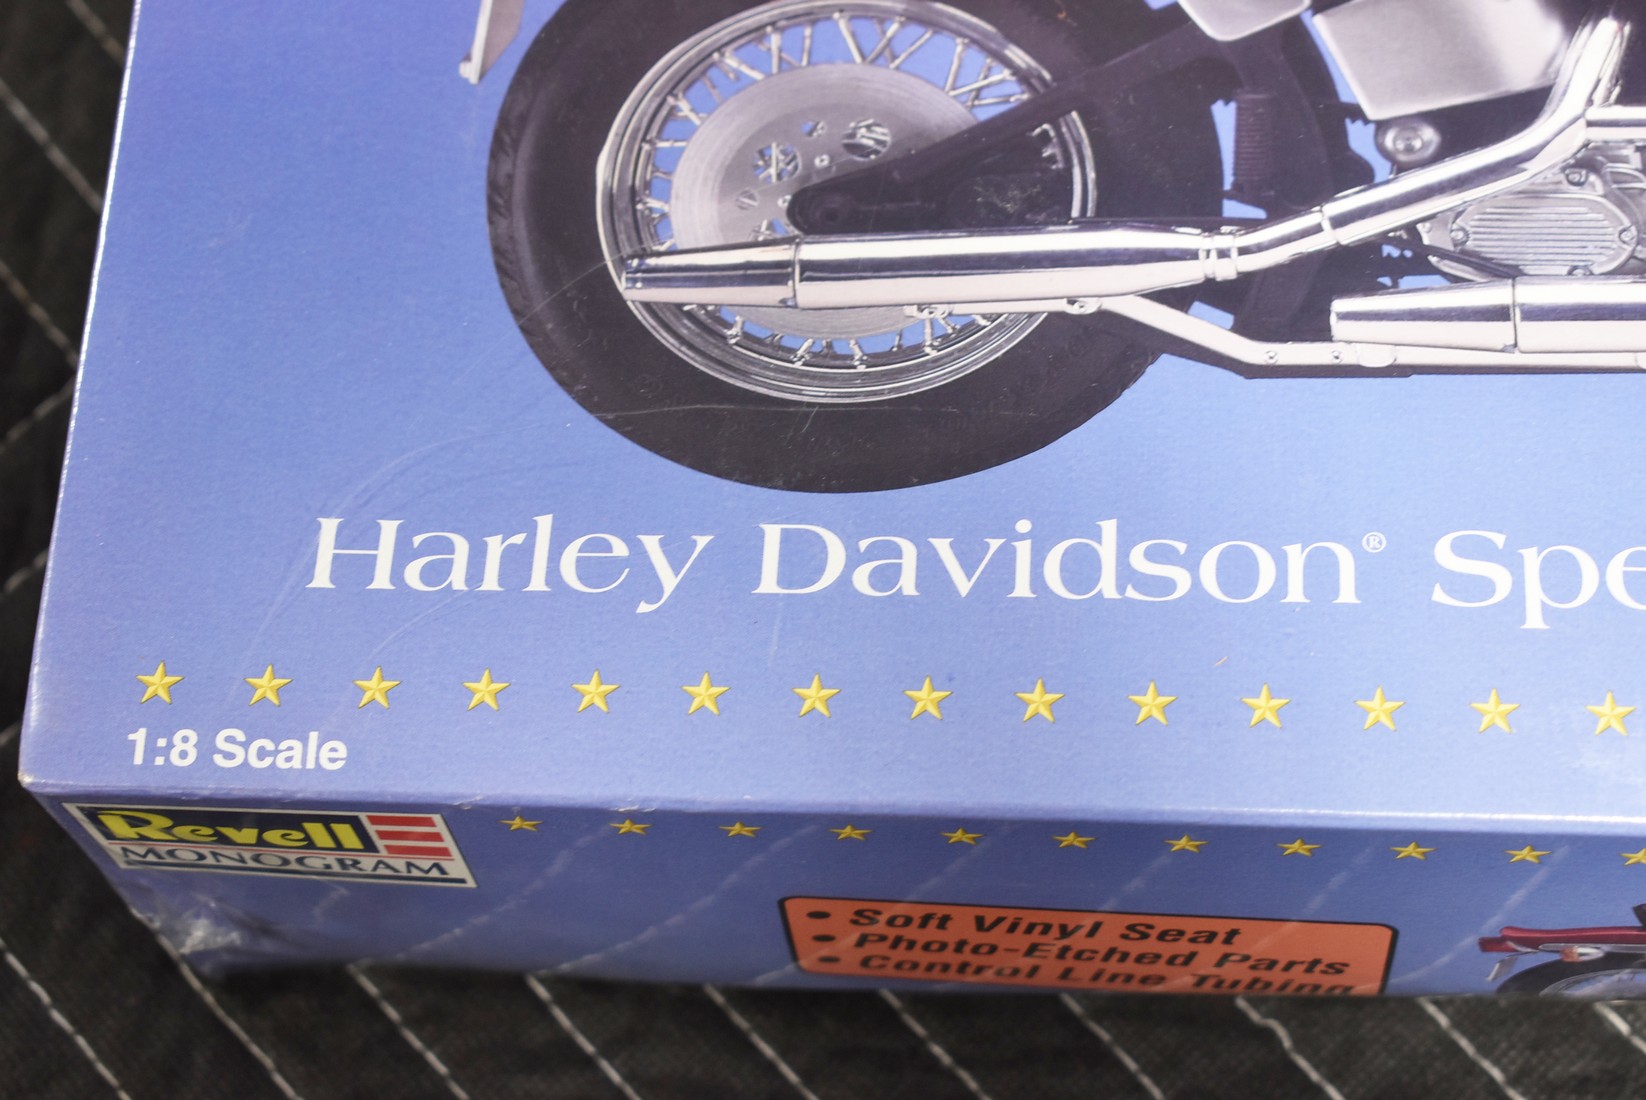 Harley Davidson® Spe
1:8 Scale
Revell
MONOGRAM
• Soft Vinyl Seat
• Photo-Etched Parts
• Control Line Tubing